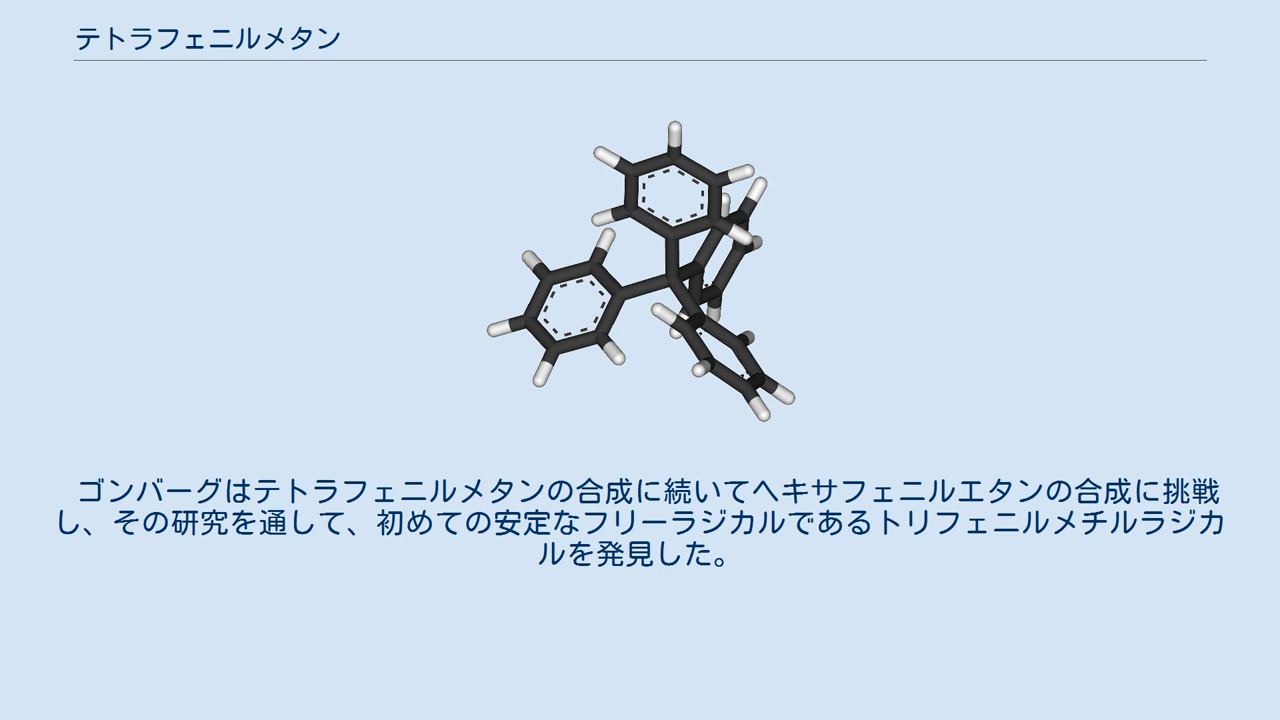 テトラフェニルメタン
ゴンバーグはテトラフェニルメタンの合成に続いてヘキサフェニルエタンの合成に挑戦
し、その研究を通して、初めての安定なフリーラジカルであるトリフェニルメチルラジカ
ルを発見した。